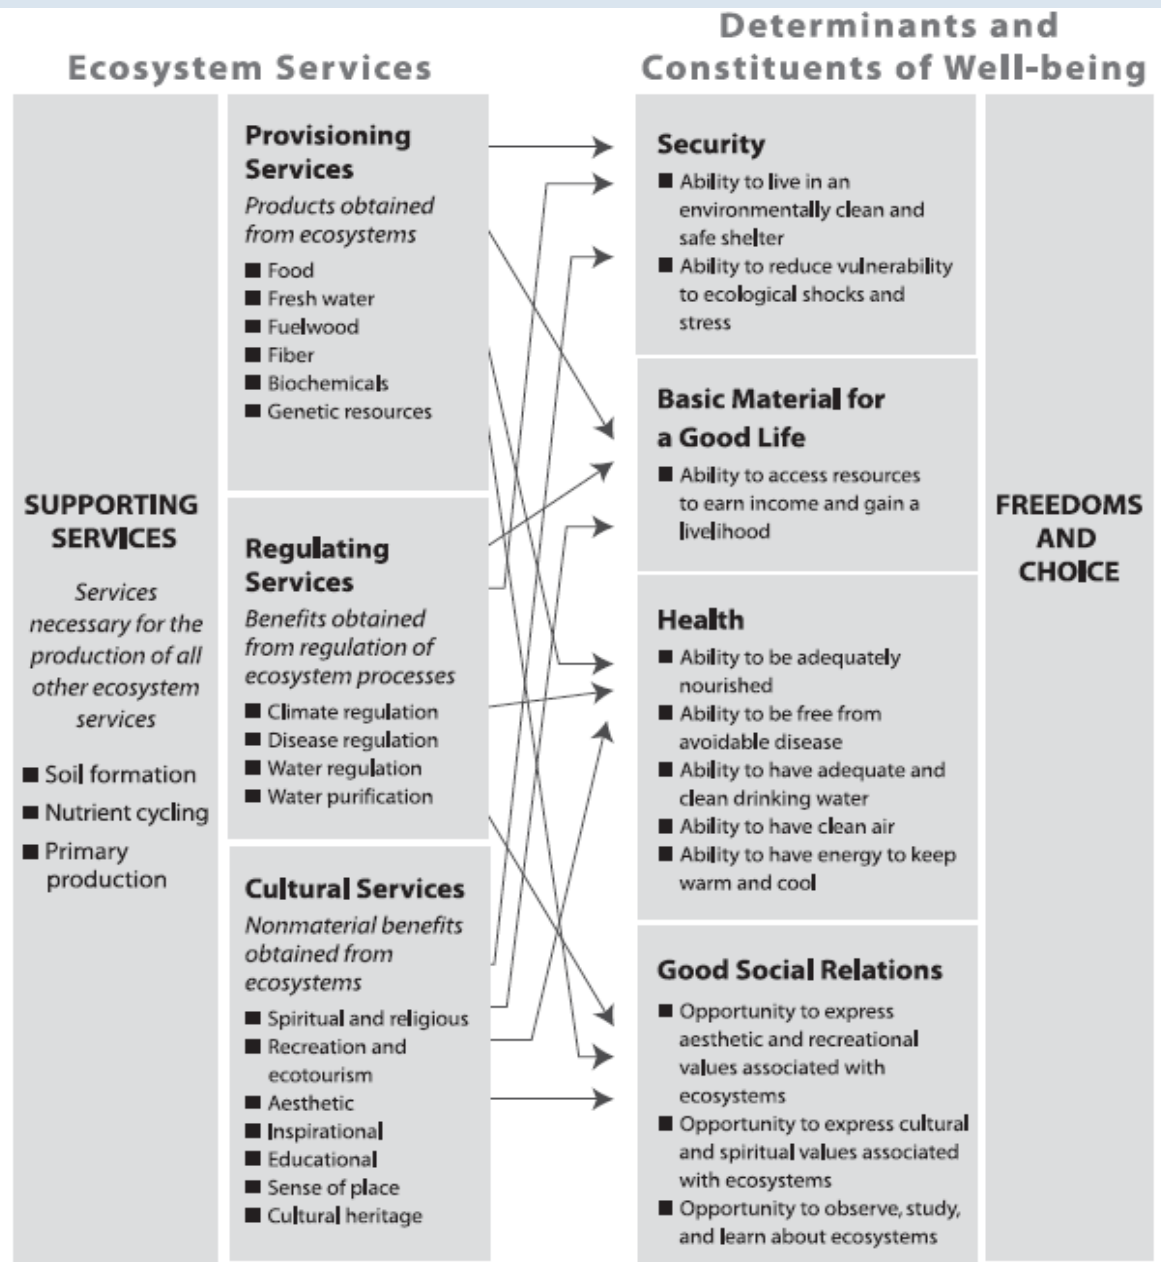 Ecosystem Services
Determinants and
Constituents of Well-being
SUPPORTING
SERVICES
Services
necessary for the
production of all
other ecosystem
services
■ Soil formation
■ Nutrient cycling
■ Primary
production
Provisioning
Services
Products obtained
from ecosystems
■ Food
■ Fresh water
■ Fuelwood
■ Fiber
■ Biochemicals
■ Genetic resources
Regulating
Services
Benefits obtained
from regulation of
ecosystem processes
■ Climate regulation
■ Disease regulation
■ Water regulation
■ Water purification
Cultural Services
Nonmaterial benefits
obtained from
ecosystems
■ Spiritual and religious
■ Recreation and
ecotourism
■ Aesthetic
■ Inspirational
■ Educational
■ Sense of place
■ Cultural heritage
Security
■ Ability to live in an
environmentally clean and
safe shelter
■ Ability to reduce vulnerability
to ecological shocks and
stress
Basic Material for
a Good Life
■ Ability to access resources
to earn income and gain a
livelihood
Health
■ Ability to be adequately
nourished
■ Ability to be free from
avoidable disease
■ Ability to have adequate and
clean drinking water
■ Ability to have clean air
■ Ability to have energy to keep
warm and cool
Good Social Relations
■ Opportunity to express
aesthetic and recreational
values associated with
ecosystems
■ Opportunity to express cultural
and spiritual values associated
with ecosystems
■ Opportunity to observe, study,
and learn about ecosystems
FREEDOMS
AND
CHOICE